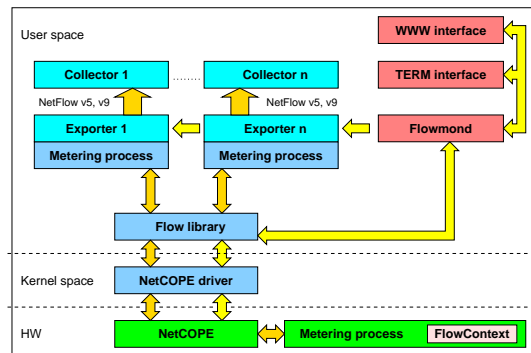 User space
WWW interface
Collector 1
........
Collector n
TERM interface
NetFlow v5, v9
NetFlow v5, v9
Exporter 1
Exporter n
Flowmond
Metering process
Metering process
Flow library
Kernel space
NetCOPE driver
HW
NetCOPE
Metering process
FlowContext